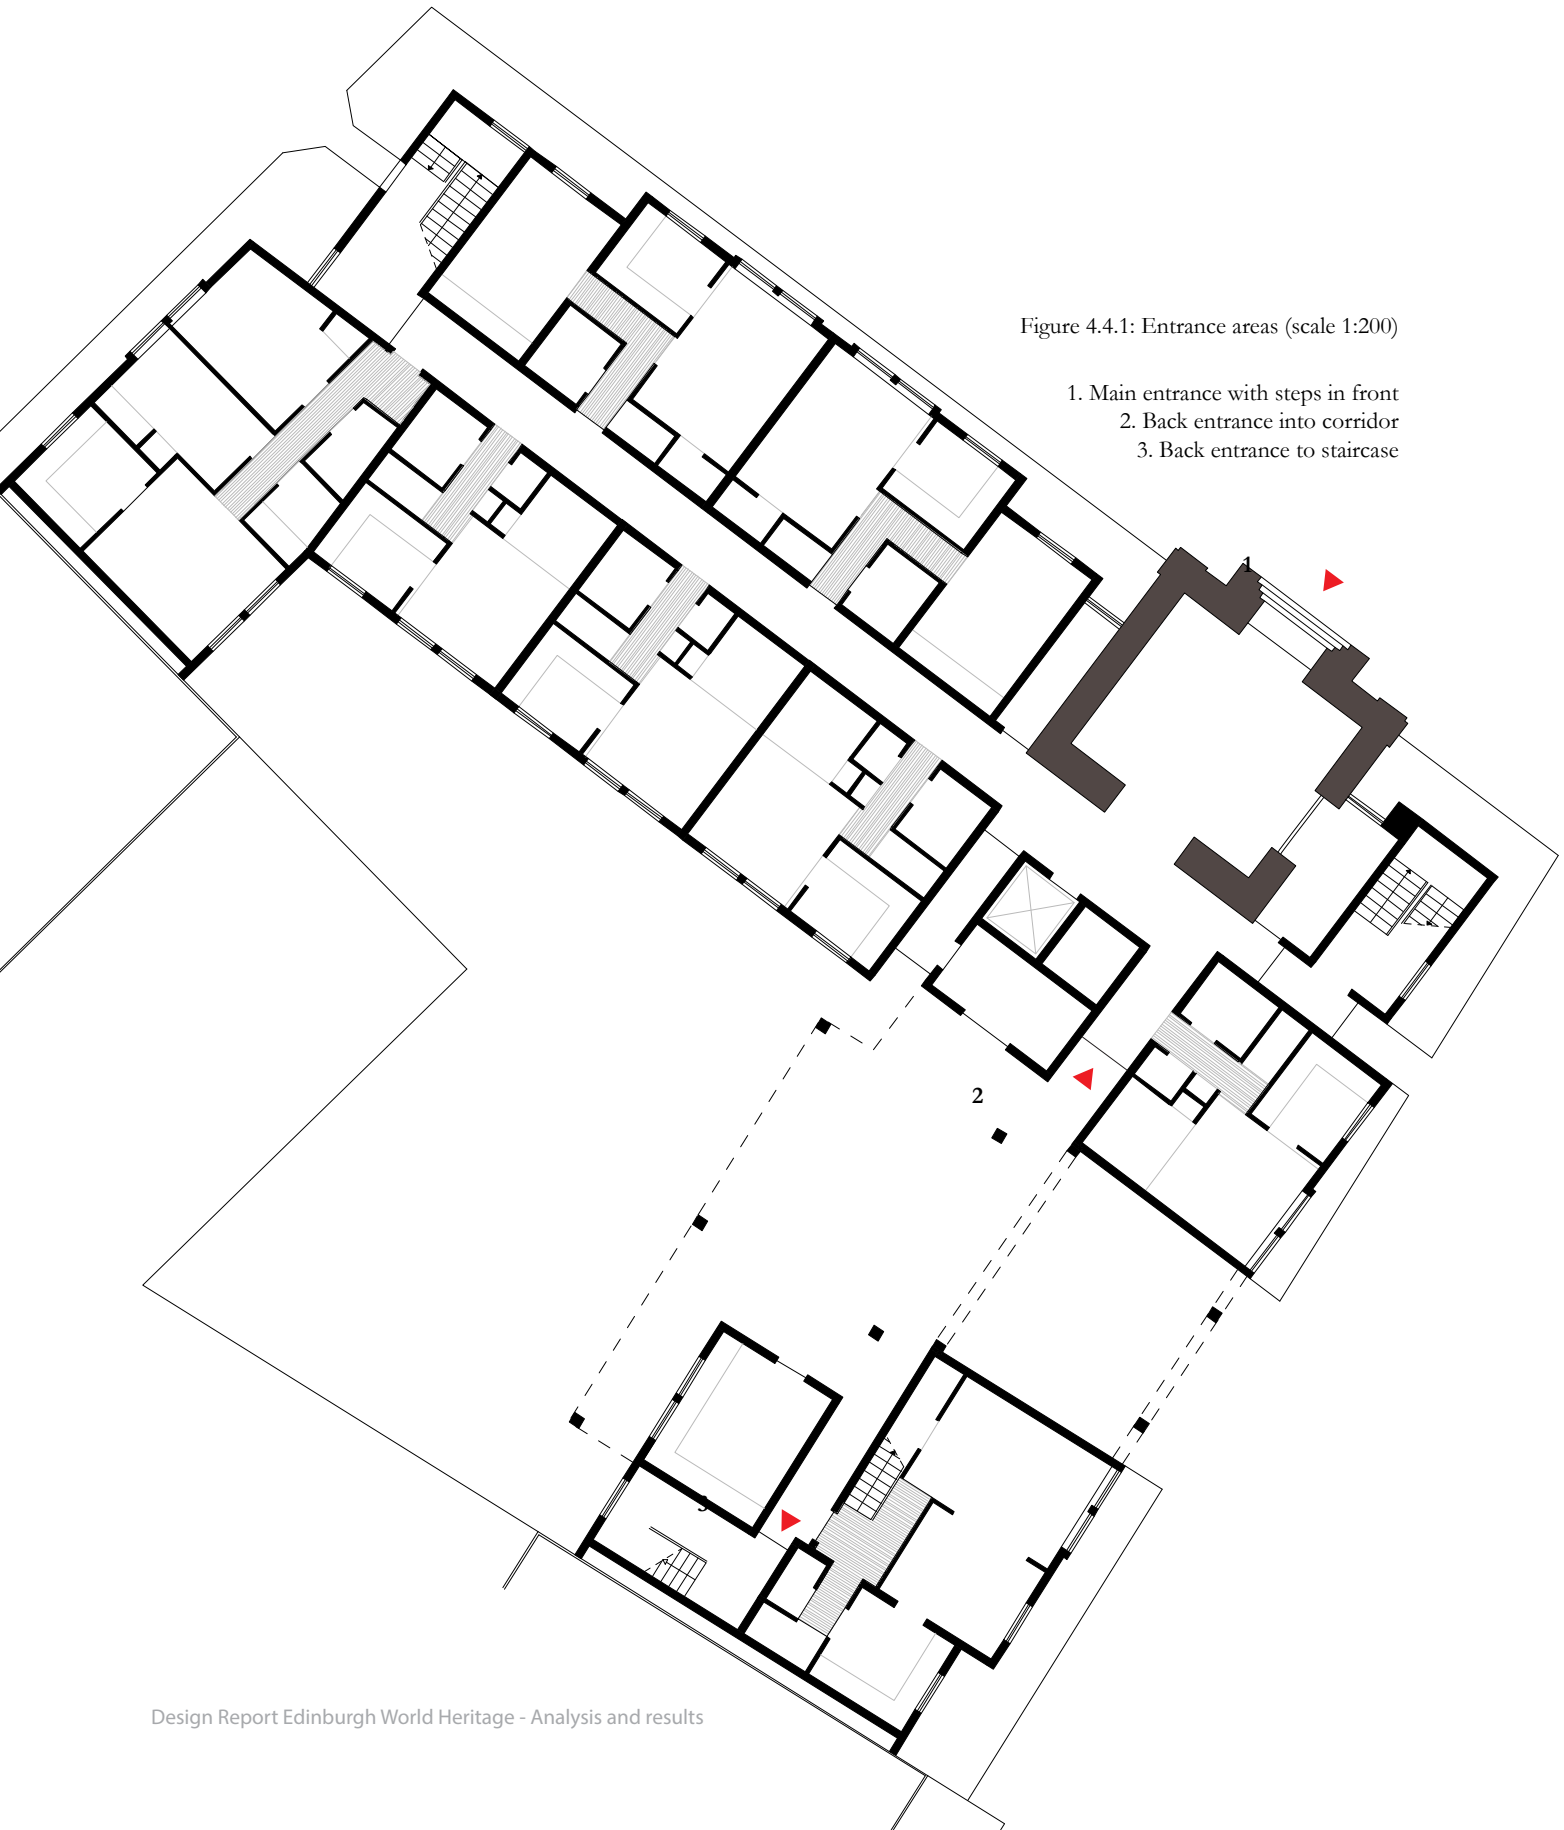 Figure 4.4.1: Entrance areas (scale 1:200)
1. Main entrance with steps in front
2. Back entrance into corridor
3. Back entrance to staircase
1
2
3
Design Report Edinburgh World Heritage - Analysis and results